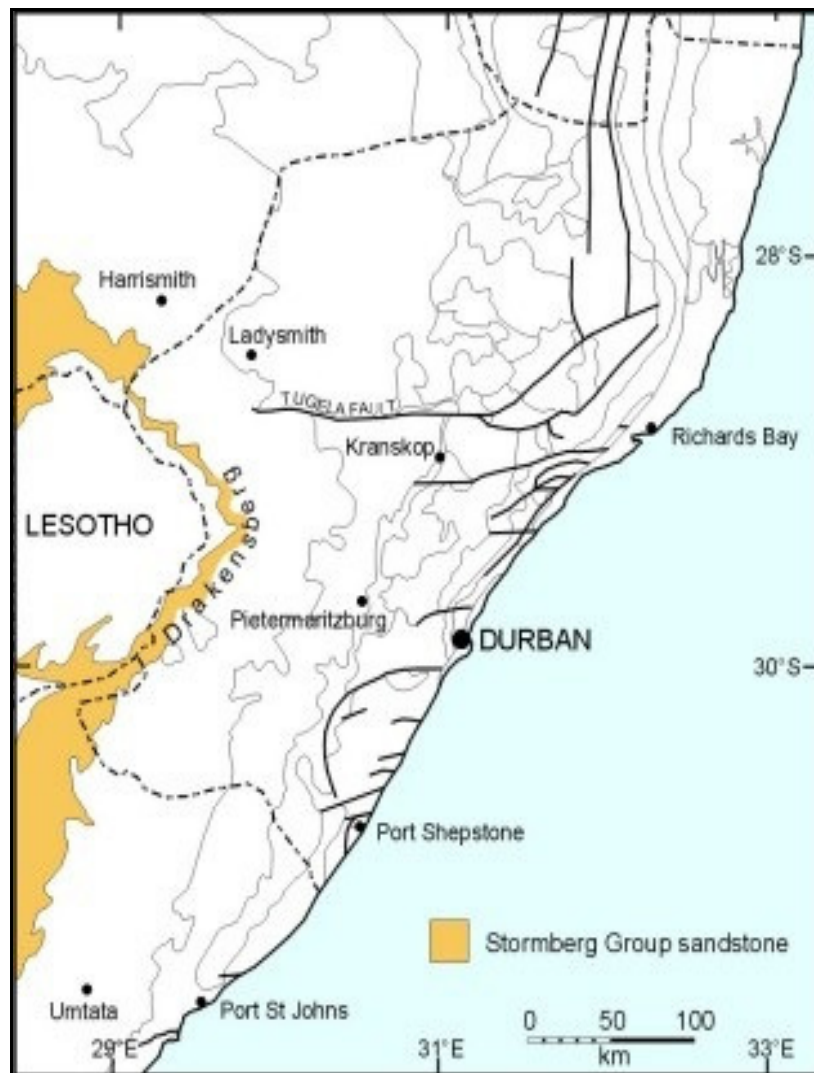 28°S
Harrismith
Ladysmith
TUGELA FAULT
Kranskop
Richards Bay
LESOTHO
Drakensberg
Pietermaritzburg
DURBAN
30°S
Port Shepstone
Stormberg Group sandstone
Umtata
Port St Johns
0 50 100
km
29°E 31°E 33°E